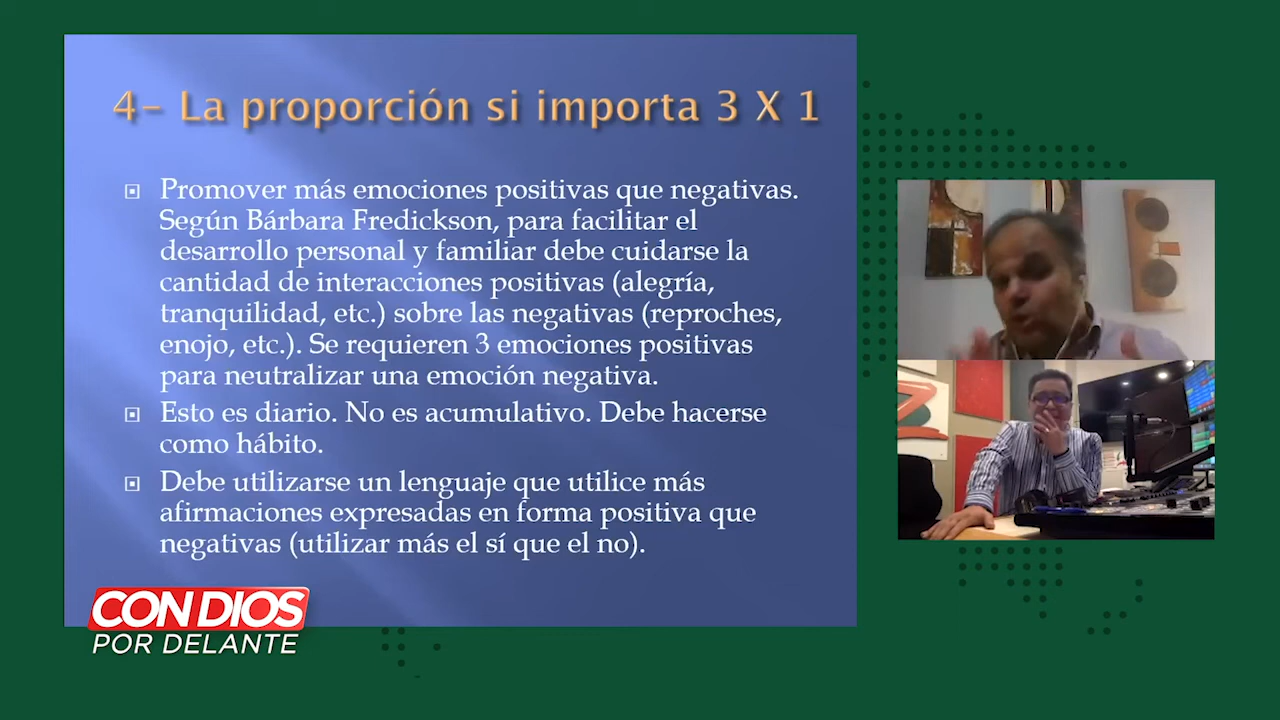 4- La proporción si importa 3 X 1
Promover más emociones positivas que negativas.
Según Bárbara Fredickson, para facilitar el
desarrollo personal y familiar debe cuidarse la
cantidad de interacciones positivas (alegría,
tranquilidad, etc.) sobre las negativas (reproches,
enojo, etc.). Se requieren 3 emociones positivas
para neutralizar una emoción negativa.
Esto es diario. No es acumulativo. Debe hacerse
como hábito.
Debe utilizarse un lenguaje que utilice más
afirmaciones expresadas en forma positiva que
negativas (utilizar más el sí que el no).
CON DIOS
POR DELANTE
Z